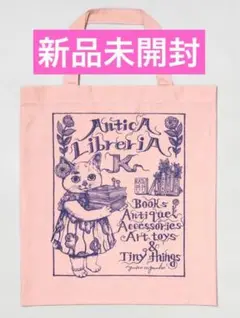 新品未開封
Antica
Libreria
K
Books
Antique
Accessories
Art toys
&
Tiny things